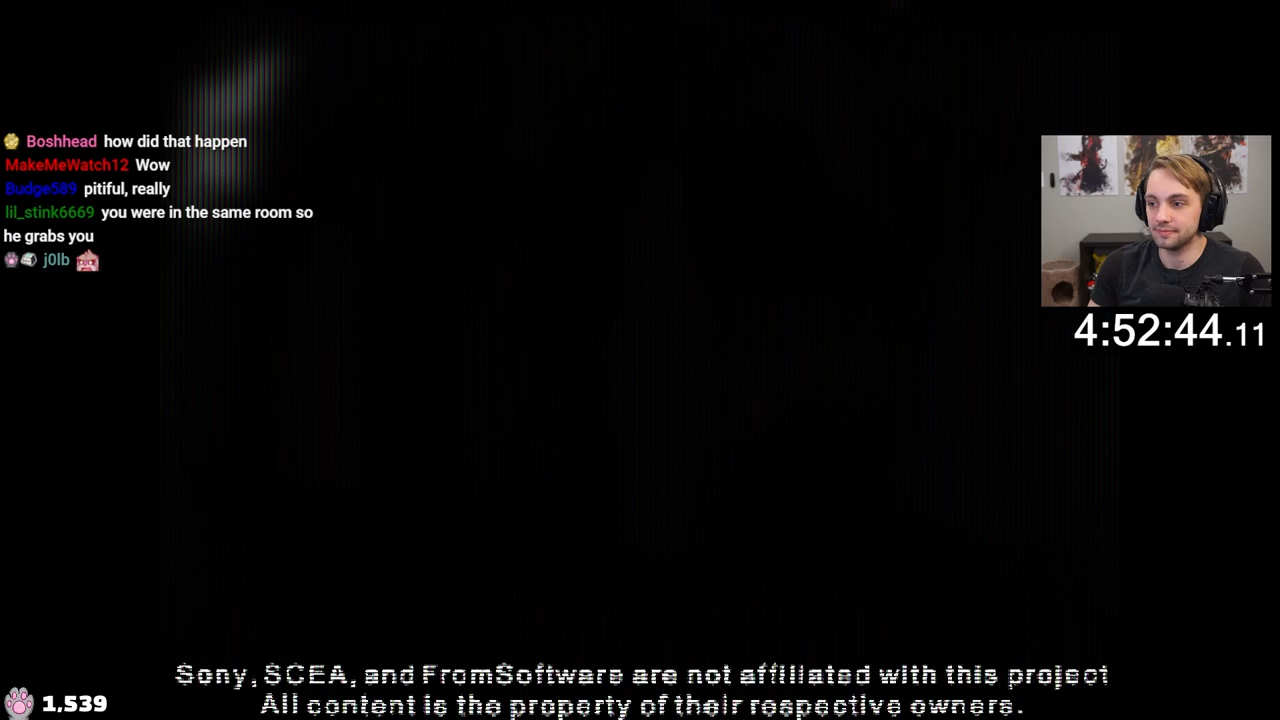 Boshhead how did that happen
MakeMeWatch12 Wow
Budge589 pitiful, really
lil_stink6669 you were in the same room so
he grabs you
j0lb
4:52:44.11
Sony, SCEA, and FromSoftware are not affiliated with this project
All content is the property of their respective owners.
1,539